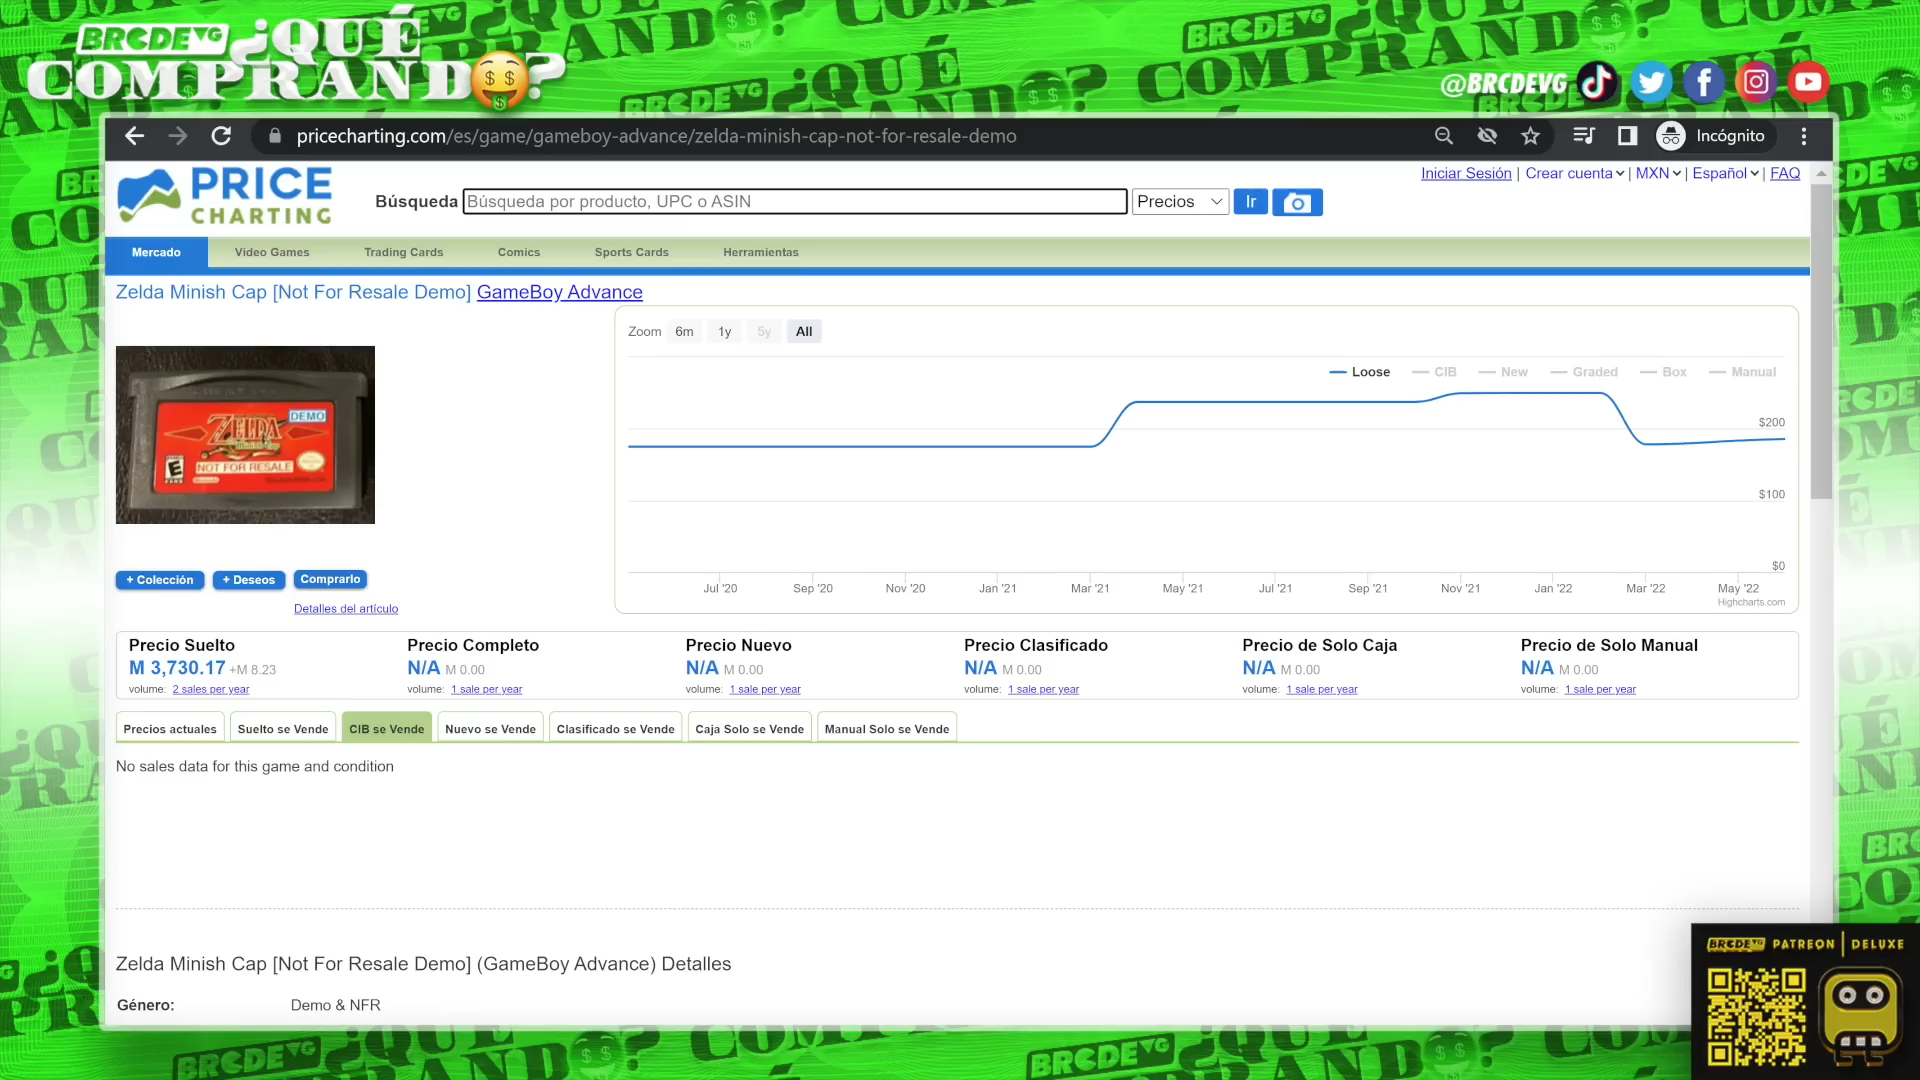 BRCDEVG ¿QUÉ
COMPRANDO?
@BRCDEVG
pricecharting.com/es/game/gameboy-advance/zelda-minish-cap-not-for-resale-demo
Incógnito
PRICE
CHARTING
Búsqueda
Búsqueda por producto, UPC o ASIN
Precios
Ir
Iniciar Sesión | Crear cuenta | MXN | Español | FAQ
Mercado
Video Games
Trading Cards
Comics
Sports Cards
Herramientas
Zelda Minish Cap [Not For Resale Demo] GameBoy Advance
Zoom 6m 1y 5y All
Loose CIB New Graded Box Manual
$200
$100
$0
Jul '20 Sep '20 Nov '20 Jan '21 Mar '21 May '21 Jul '21 Sep '21 Nov '21 Jan '22 Mar '22 May '22
Highcharts.com
DEMO
ZELDA
NOT FOR RESALE
E
+ Colección
+ Deseos
Comprarlo
Detalles del artículo
Precio Suelto Precio Completo Precio Nuevo Precio Clasificado Precio de Solo Caja Precio de Solo Manual
M 3,730.17 +M 8.23 N/A M 0.00 N/A M 0.00 N/A M 0.00 N/A M 0.00 N/A M 0.00
volume: 2 sales per year volume: 1 sale per year volume: 1 sale per year volume: 1 sale per year volume: 1 sale per year volume: 1 sale per year
Precios actuales Suelto se Vende CIB se Vende Nuevo se Vende Clasificado se Vende Caja Solo se Vende Manual Solo se Vende
No sales data for this game and condition
Zelda Minish Cap [Not For Resale Demo] (GameBoy Advance) Detalles
Género: Demo & NFR
BRCDEVG PATREON | DELUXE